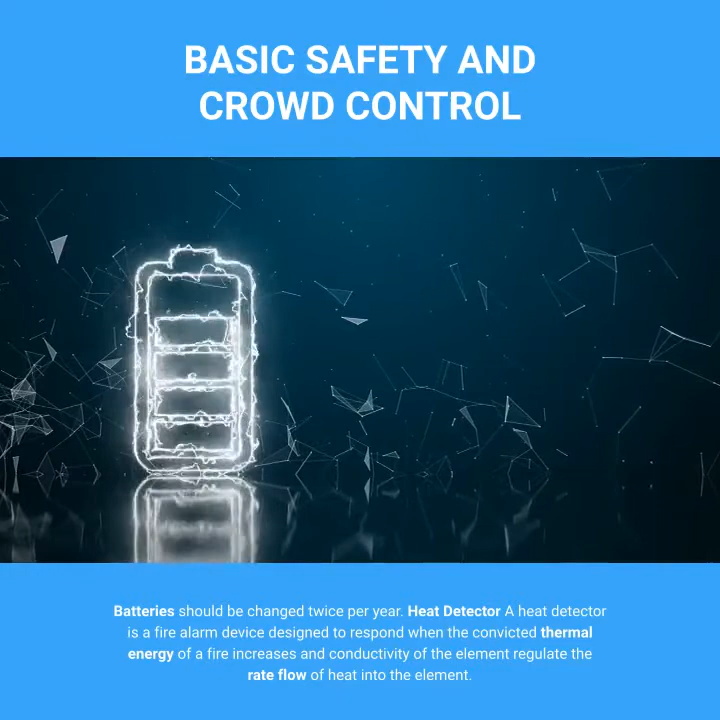 BASIC SAFETY AND
CROWD CONTROL
Batteries should be changed twice per year. Heat Detector A heat detector
is a fire alarm device designed to respond when the convicted thermal
energy of a fire increases and conductivity of the element regulate the
rate flow of heat into the element.